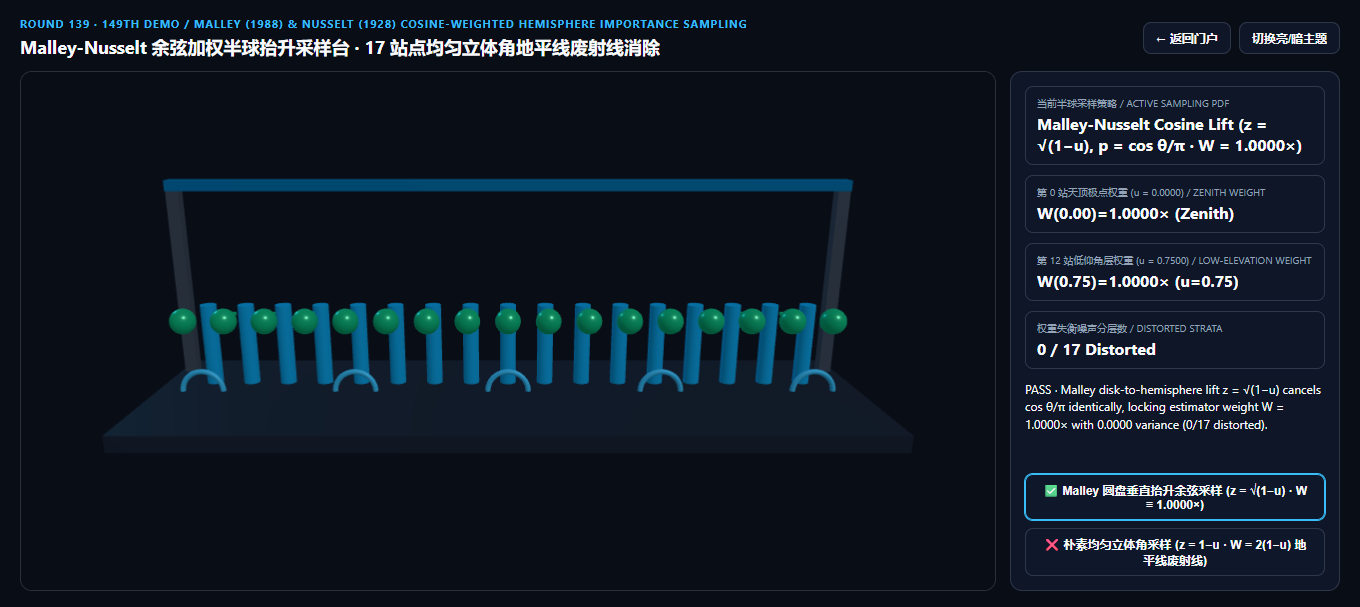 ROUND 139 · 149TH DEMO / MALLEY (1988) & NUSSELT (1928) COSINE-WEIGHTED HEMISPHERE IMPORTANCE SAMPLING
Malley-Nusselt 余弦加权半球抬升采样台 · 17 站点均匀立体角地平线废射线消除
← 返回门户
切换亮/暗主题
当前半球采样策略 / ACTIVE SAMPLING PDF
Malley-Nusselt Cosine Lift (z =
√(1−u), p = cos θ/π · W = 1.0000×)
第 0 站天顶极点权重 (u = 0.0000) / ZENITH WEIGHT
W(0.00)=1.0000× (Zenith)
第 12 站低仰角层权重 (u = 0.7500) / LOW-ELEVATION WEIGHT
W(0.75)=1.0000× (u=0.75)
权重失衡噪声分层数 / DISTORTED STRATA
0 / 17 Distorted
PASS · Malley disk-to-hemisphere lift z = √(1−u) cancels
cos θ/π identically, locking estimator weight W =
1.0000× with 0.0000 variance (0/17 distorted).
✅ Malley 圆盘垂直抬升余弦采样 (z = √(1−u) · W
≡ 1.0000×)
❌ 朴素均匀立体角采样 (z = 1−u · W = 2(1−u) 地
平线废射线)